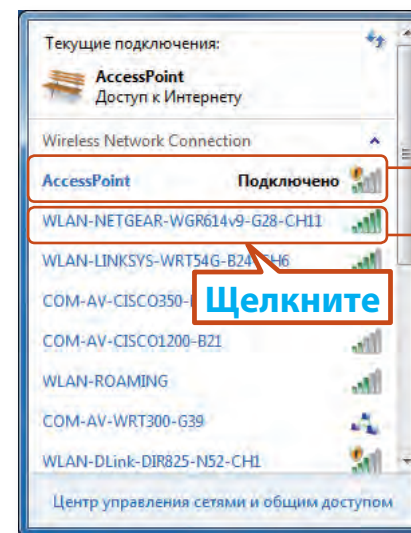 Текущие подключения:
AccessPoint
Доступ к Интернету
Wireless Network Connection
AccessPoint Подключено
WLAN-NETGEAR-WGR614v9-G28-CH11
WLAN-LINKSYS-WRT54G-B24-CH6
COM-AV-CISCO350-
Щелкните
COM-AV-CISCO1200-B21
WLAN-ROAMING
COM-AV-WRT300-G39
WLAN-DLink-DIR825-N52-CH1
Центр управления сетями и общим доступом